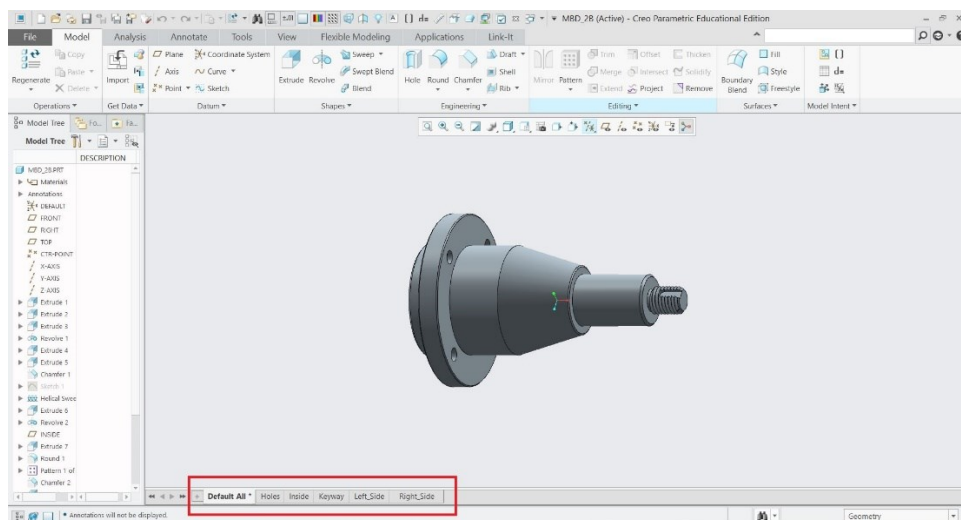 MBD_2B (Active) - Creo Parametric Educational Edition
File Model Analysis Annotate Tools View Flexible Modeling Applications Link-It
Regenerate
Copy
Paste
Delete
Import
Plane
Axis
Point
Coordinate System
Curve
Sketch
Extrude
Revolve
Sweep
Swept Blend
Blend
Hole
Round
Chamfer
Draft
Shell
Rib
Mirror
Pattern
Trim
Merge
Extend
Offset
Intersect
Project
Thicken
Solidify
Remove
Boundary Blend
Fill
Style
Freestyle
d=
Operations Get Data Datum Shapes Engineering Editing Surfaces Model Intent
Model Tree Fo... Fa...
Model Tree
DESCRIPTION
MBD_2B.PRT
Materials
Annotations
DEFAULT
FRONT
RIGHT
TOP
CTR-POINT
X-AXIS
Y-AXIS
Z-AXIS
Extrude 1
Extrude 2
Extrude 3
Revolve 1
Extrude 4
Extrude 5
Chamfer 1
Sketch 1
Helical Swee
Extrude 6
Revolve 2
INSIDE
Extrude 7
Round 1
Pattern 1 of
Chamfer 2
Default All * Holes Inside Keyway Left_Side Right_Side
• Annotations will not be displayed.
Geometry